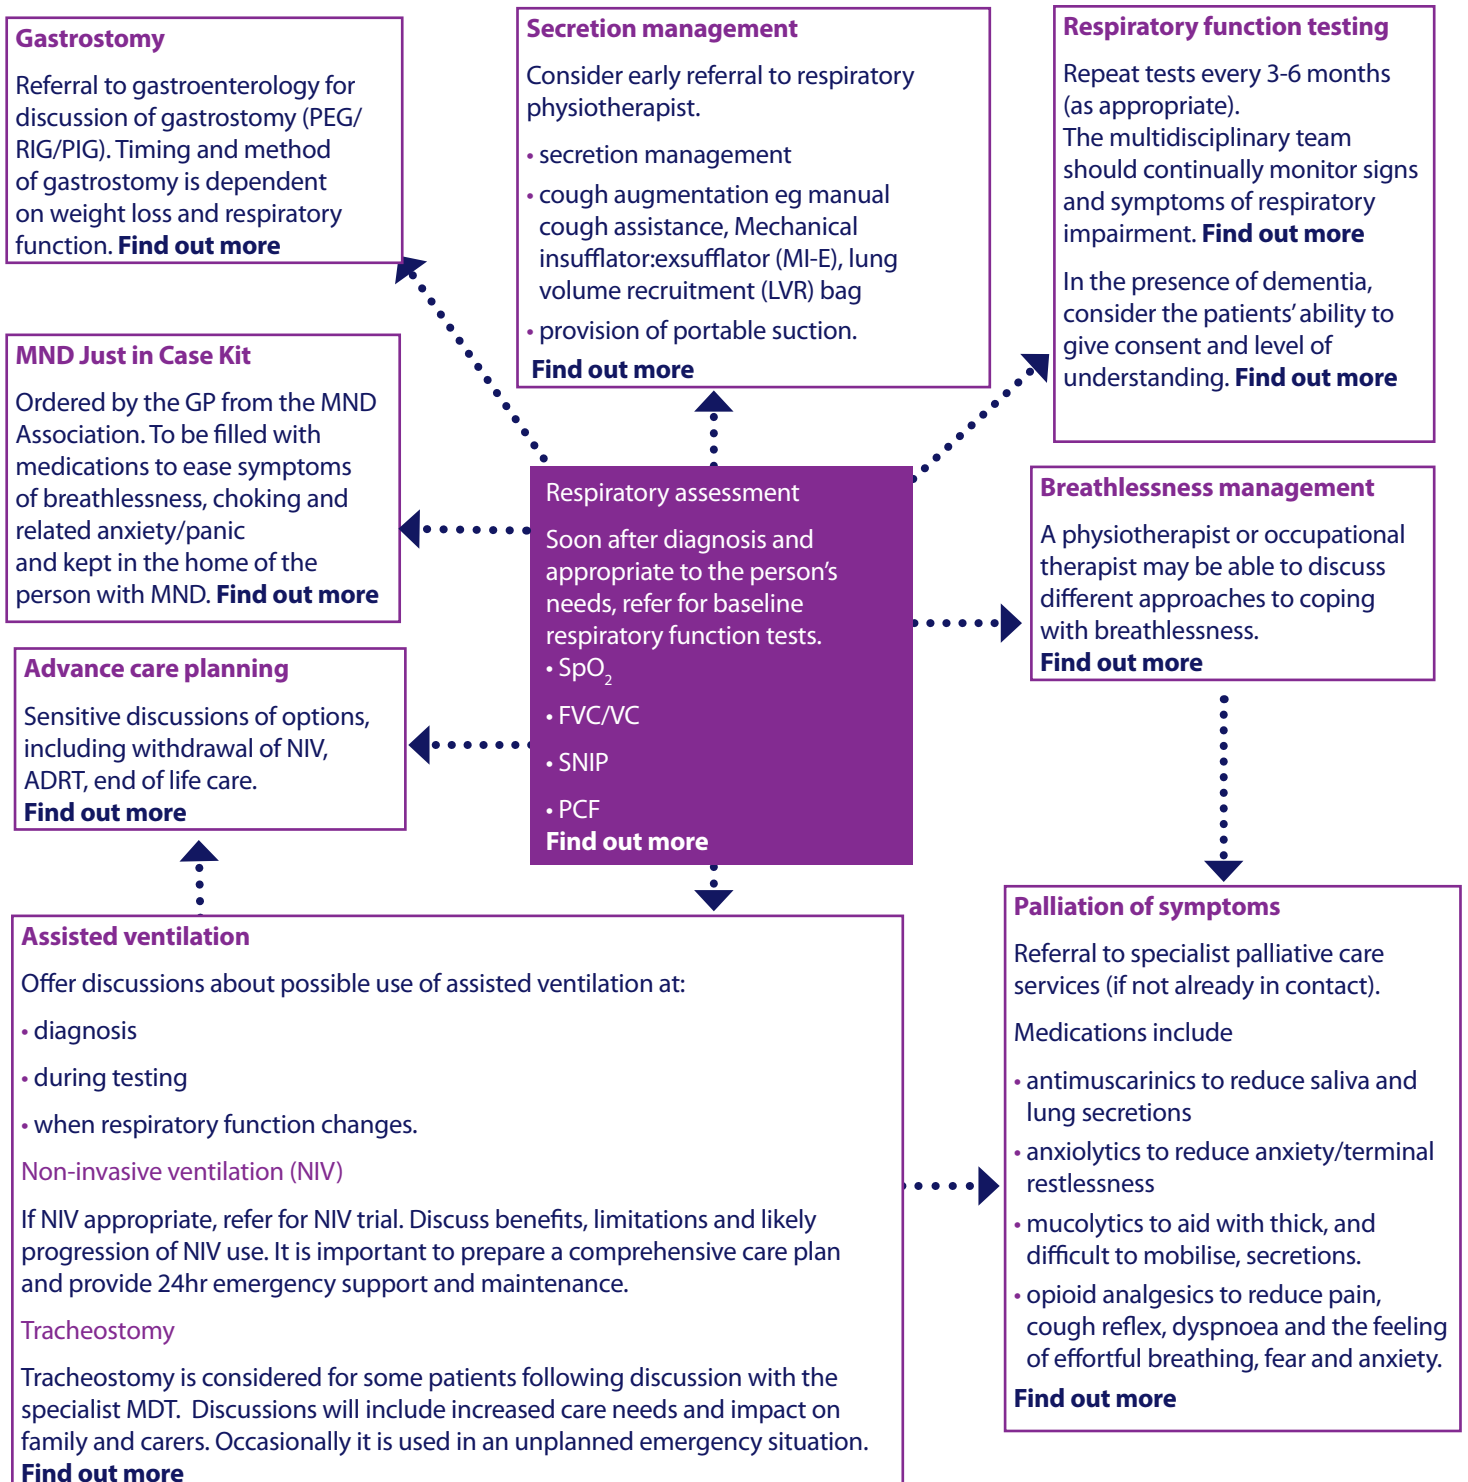 Gastrostomy
Referral to gastroenterology for
discussion of gastrostomy (PEG/
RIG/PIG). Timing and method
of gastrostomy is dependent
on weight loss and respiratory
function. Find out more
Secretion management
Consider early referral to respiratory
physiotherapist.
• secretion management
• cough augmentation eg manual
cough assistance, Mechanical
insufflator:exsufflator (MI-E), lung
volume recruitment (LVR) bag
• provision of portable suction.
Find out more
Respiratory function testing
Repeat tests every 3-6 months
(as appropriate).
The multidisciplinary team
should continually monitor signs
and symptoms of respiratory
impairment. Find out more
In the presence of dementia,
consider the patients’ ability to
give consent and level of
understanding. Find out more
MND Just in Case Kit
Ordered by the GP from the MND
Association. To be filled with
medications to ease symptoms
of breathlessness, choking and
related anxiety/panic
and kept in the home of the
person with MND. Find out more
Respiratory assessment
Soon after diagnosis and
appropriate to the person’s
needs, refer for baseline
respiratory function tests.
• SpO₂
• FVC/VC
• SNIP
• PCF
Find out more
Breathlessness management
A physiotherapist or occupational
therapist may be able to discuss
different approaches to coping
with breathlessness.
Find out more
Advance care planning
Sensitive discussions of options,
including withdrawal of NIV,
ADRT, end of life care.
Find out more
Assisted ventilation
Offer discussions about possible use of assisted ventilation at:
• diagnosis
• during testing
• when respiratory function changes.
Non-invasive ventilation (NIV)
If NIV appropriate, refer for NIV trial. Discuss benefits, limitations and likely
progression of NIV use. It is important to prepare a comprehensive care plan
and provide 24hr emergency support and maintenance.
Tracheostomy
Tracheostomy is considered for some patients following discussion with the
specialist MDT. Discussions will include increased care needs and impact on
family and carers. Occasionally it is used in an unplanned emergency situation.
Find out more
Palliation of symptoms
Referral to specialist palliative care
services (if not already in contact).
Medications include
• antimuscarinics to reduce saliva and
lung secretions
• anxiolytics to reduce anxiety/terminal
restlessness
• mucolytics to aid with thick, and
difficult to mobilise, secretions.
• opioid analgesics to reduce pain,
cough reflex, dyspnoea and the feeling
of effortful breathing, fear and anxiety.
Find out more